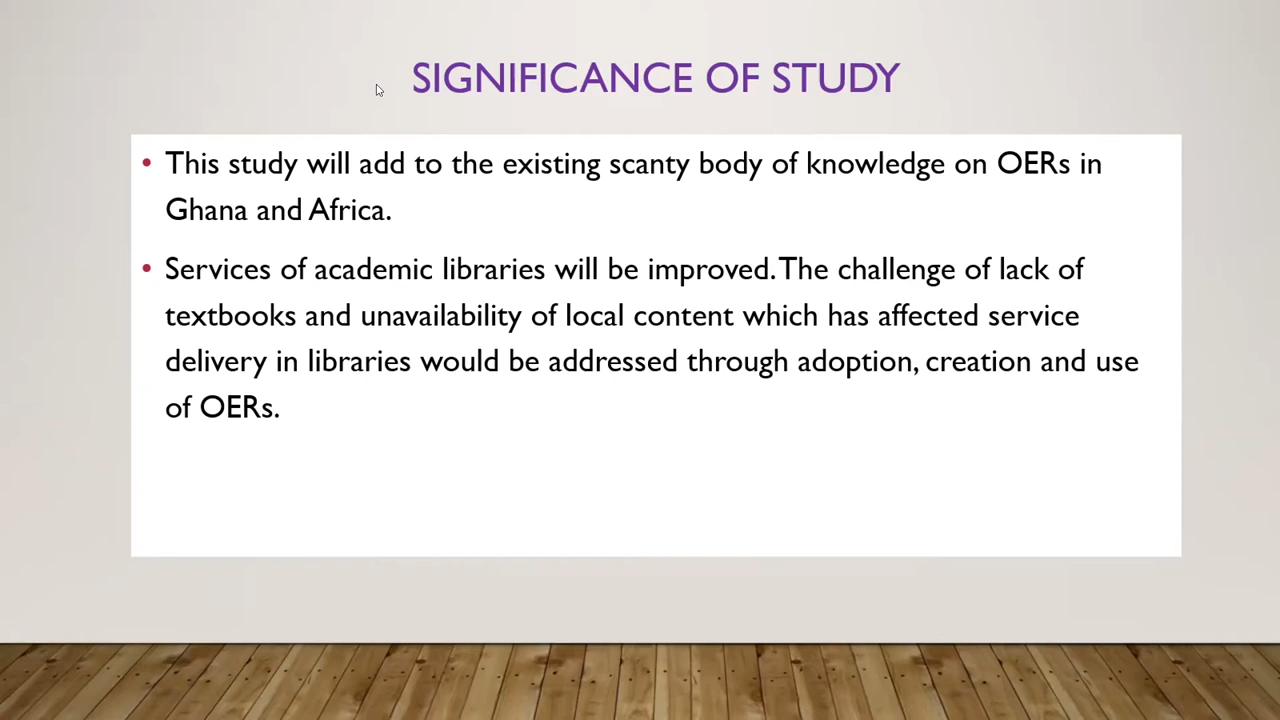 SIGNIFICANCE OF STUDY
• This study will add to the existing scanty body of knowledge on OERs in
Ghana and Africa.
• Services of academic libraries will be improved. The challenge of lack of
textbooks and unavailability of local content which has affected service
delivery in libraries would be addressed through adoption, creation and use
of OERs.